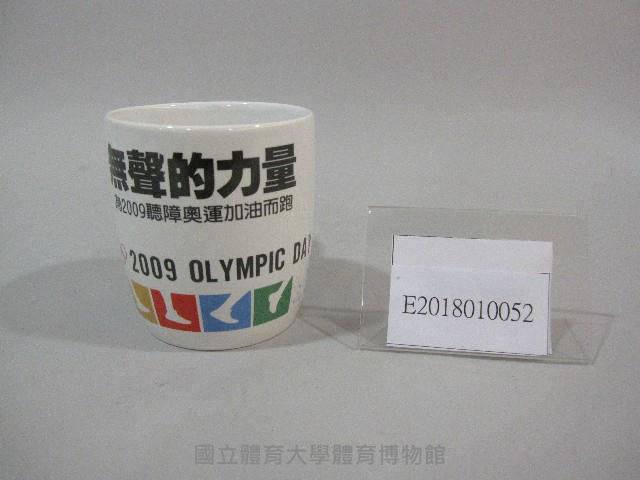 無聲的力量
為2009聽障奧運加油而跑
2009 OLYMPIC DAY
E2018010052
國立體育大學體育博物館